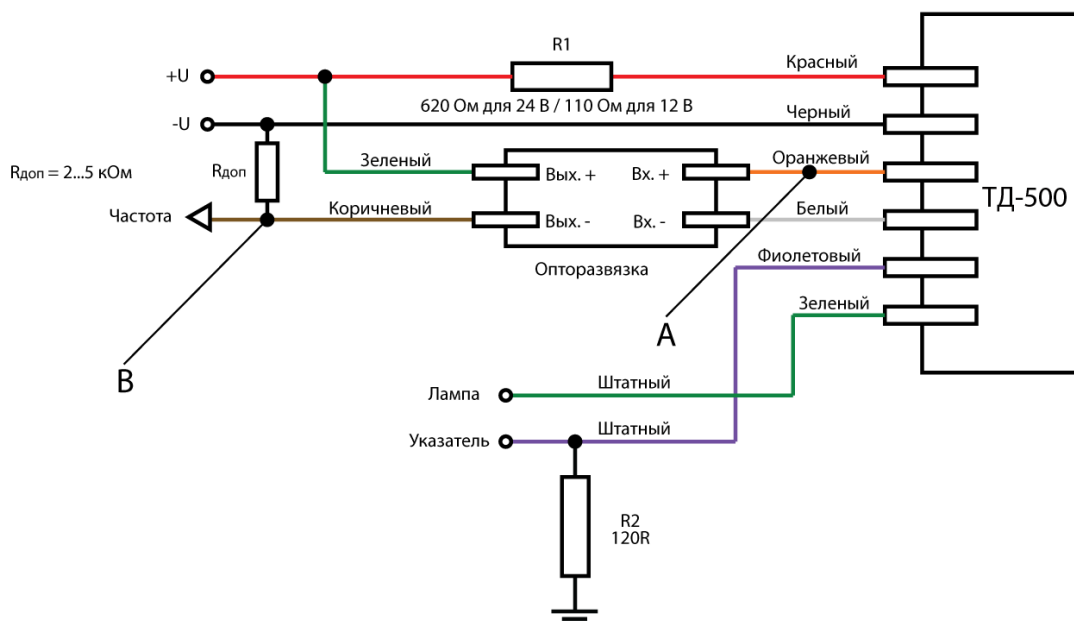 R1
+U
Красный
620 Ом для 24 В / 110 Ом для 12 В
-U
Черный
Rдоп = 2...5 кОм
Rдоп
Зеленый
Вых. +
Вх. +
Оранжевый
ТД-500
Частота
Коричневый
Вых. -
Вх. -
Белый
Опторазвязка
Фиолетовый
Зеленый
A
B
Лампа
Штатный
Указатель
Штатный
R2
120R